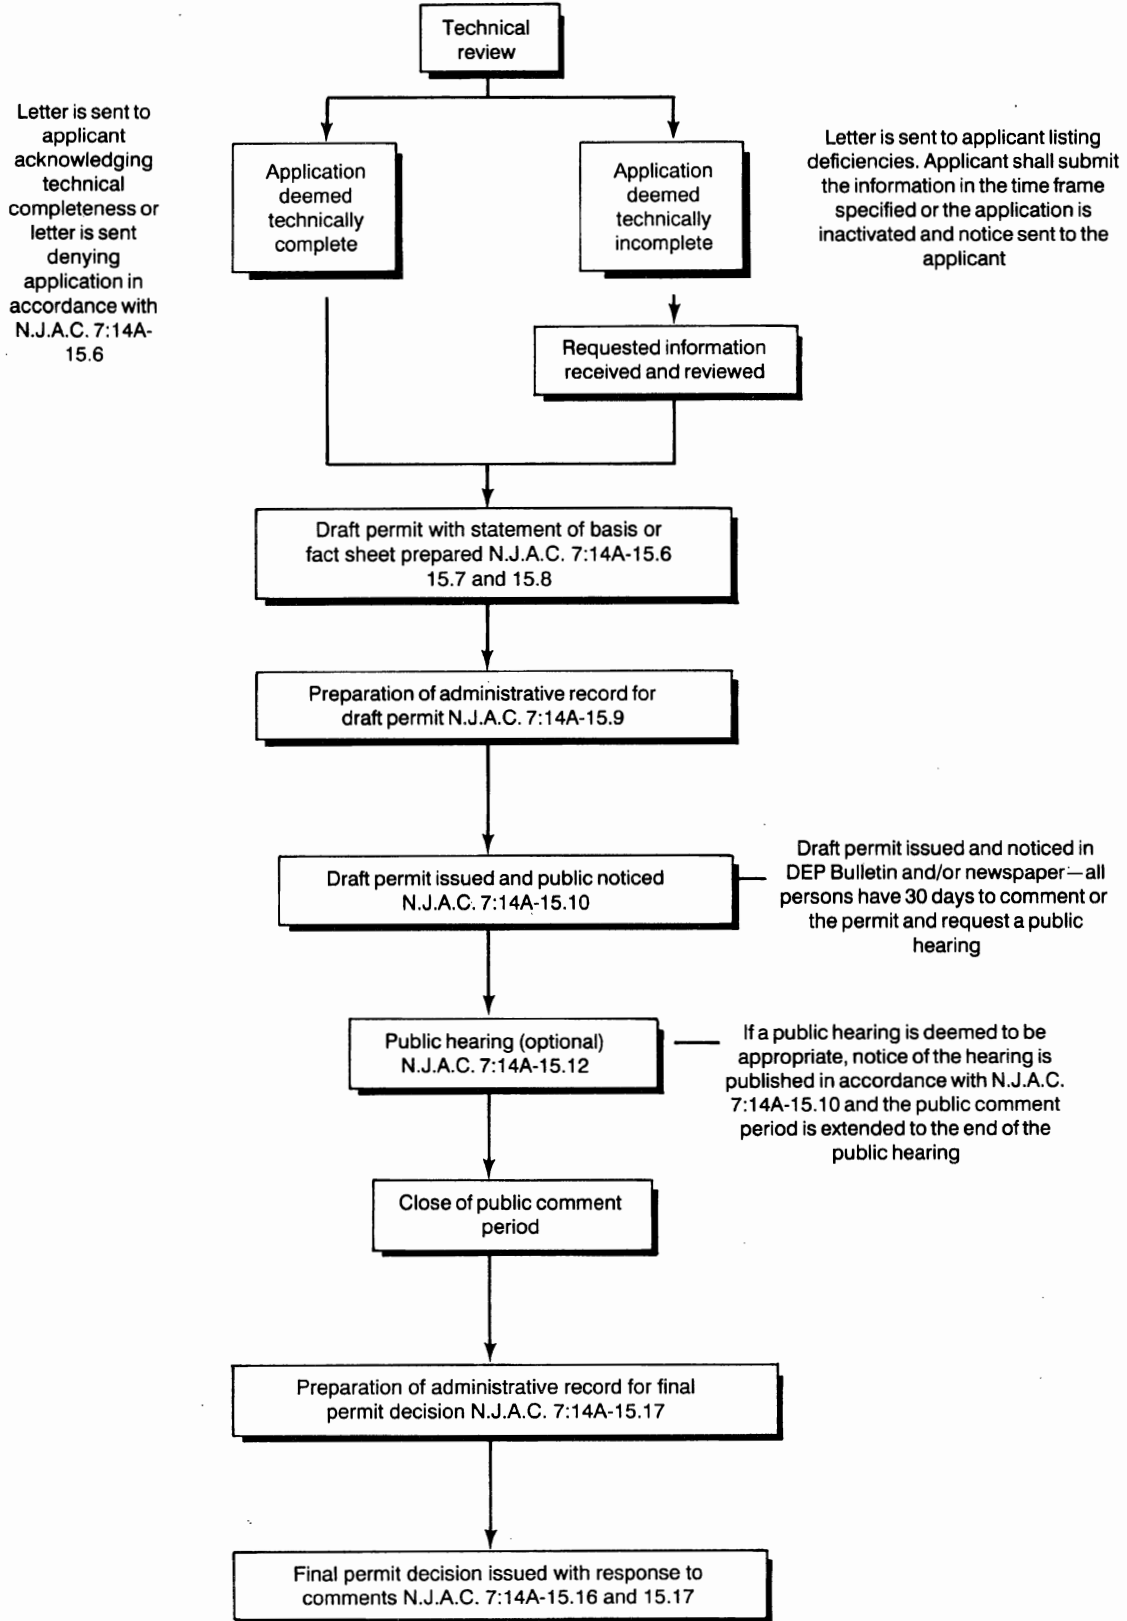 Technical
review
Letter is sent to
applicant
acknowledging
technical
completeness or
letter is sent
denying
application in
accordance with
N.J.A.C. 7:14A-
15.6
Application
deemed
technically
complete
Application
deemed
technically
incomplete
Letter is sent to applicant listing
deficiencies. Applicant shall submit
the information in the time frame
specified or the application is
inactivated and notice sent to the
applicant
Requested information
received and reviewed
Draft permit with statement of basis or
fact sheet prepared N.J.A.C. 7:14A-15.6
15.7 and 15.8
Preparation of administrative record for
draft permit N.J.A.C. 7:14A-15.9
Draft permit issued and public noticed
N.J.A.C. 7:14A-15.10
Draft permit issued and noticed in
DEP Bulletin and/or newspaper—all
persons have 30 days to comment or
the permit and request a public
hearing
Public hearing (optional)
N.J.A.C. 7:14A-15.12
If a public hearing is deemed to be
appropriate, notice of the hearing is
published in accordance with N.J.A.C.
7:14A-15.10 and the public comment
period is extended to the end of the
public hearing
Close of public comment
period
Preparation of administrative record for final
permit decision N.J.A.C. 7:14A-15.17
Final permit decision issued with response to
comments N.J.A.C. 7:14A-15.16 and 15.17